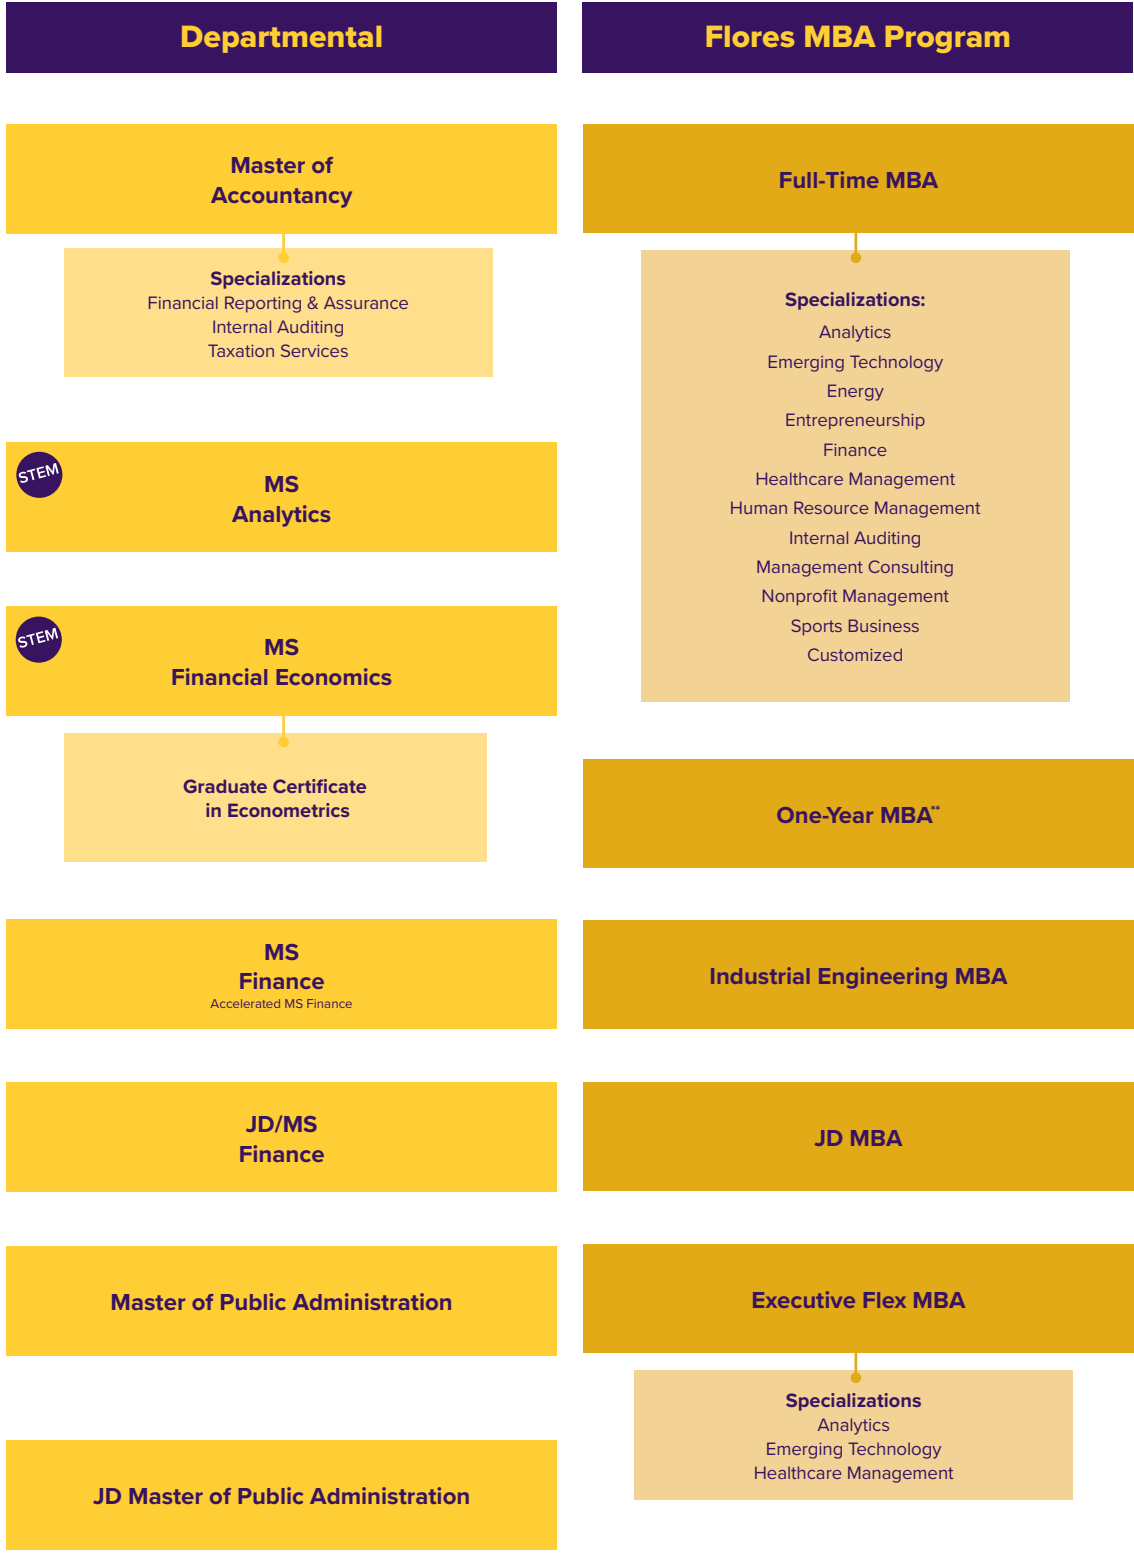 Departmental
Master of
Accountancy
Specializations
Financial Reporting & Assurance
Internal Auditing
Taxation Services
STEM
MS
Analytics
STEM
MS
Financial Economics
Graduate Certificate
in Econometrics
MS
Finance
Accelerated MS Finance
JD/MS
Finance
Master of Public Administration
JD Master of Public Administration
Flores MBA Program
Full-Time MBA
Specializations:
Analytics
Emerging Technology
Energy
Entrepreneurship
Finance
Healthcare Management
Human Resource Management
Internal Auditing
Management Consulting
Nonprofit Management
Sports Business
Customized
One-Year MBA**
Industrial Engineering MBA
JD MBA
Executive Flex MBA
Specializations
Analytics
Emerging Technology
Healthcare Management